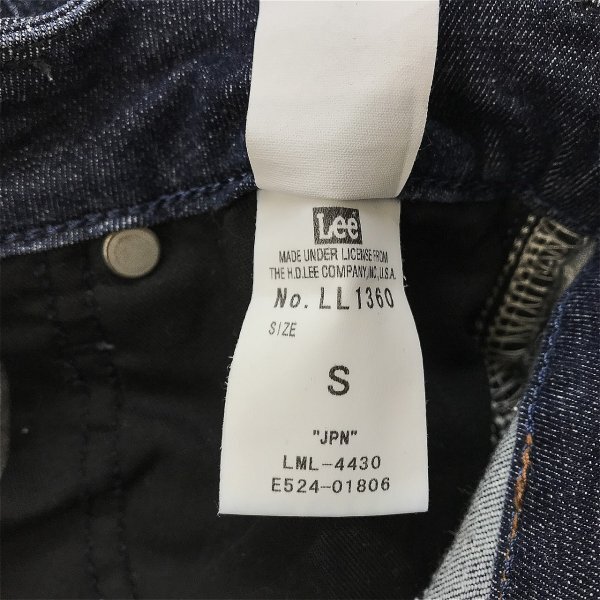 Lee
MADE UNDER LICENSE FROM
THE H.D.LEE COMPANY,INC,U.S.A.
No. LL1360
SIZE
S
"JPN"
LML-4430
E524-01806